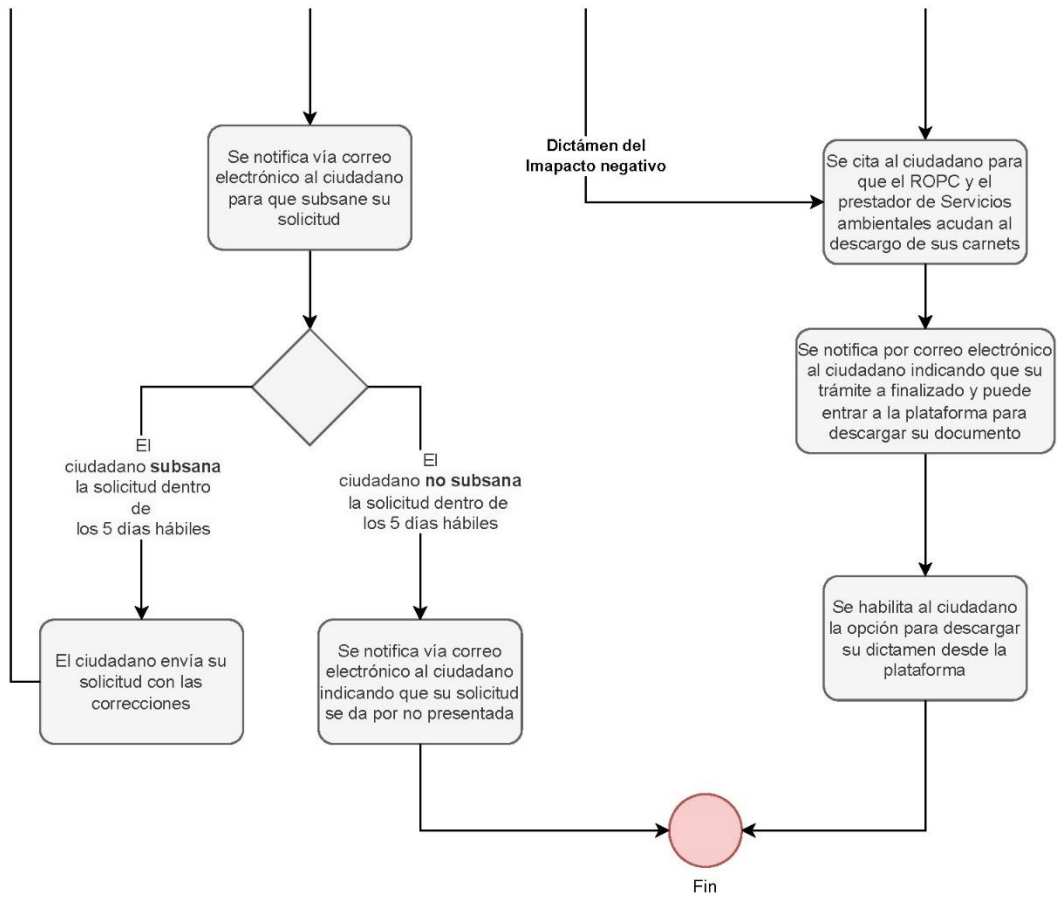 Se notifica vía correo
electrónico al ciudadano
para que subsane su
solicitud
Dictámen del
Imapacto negativo
Se cita al ciudadano para
que el ROPC y el
prestador de Servicios
ambientales acudan al
descargo de sus carnets
Se notifica por correo electrónico
al ciudadano indicando que su
trámite a finalizado y puede
entrar a la plataforma para
descargar su documento
El
ciudadano subsana
la solicitud dentro
de
los 5 días hábiles
El
ciudadano no subsana
la solicitud dentro de
los 5 días hábiles
El ciudadano envía su
solicitud con las
correcciones
Se notifica vía correo
electrónico al ciudadano
indicando que su solicitud
se da por no presentada
Se habilita al ciudadano
la opción para descargar
su dictamen desde la
plataforma
Fin